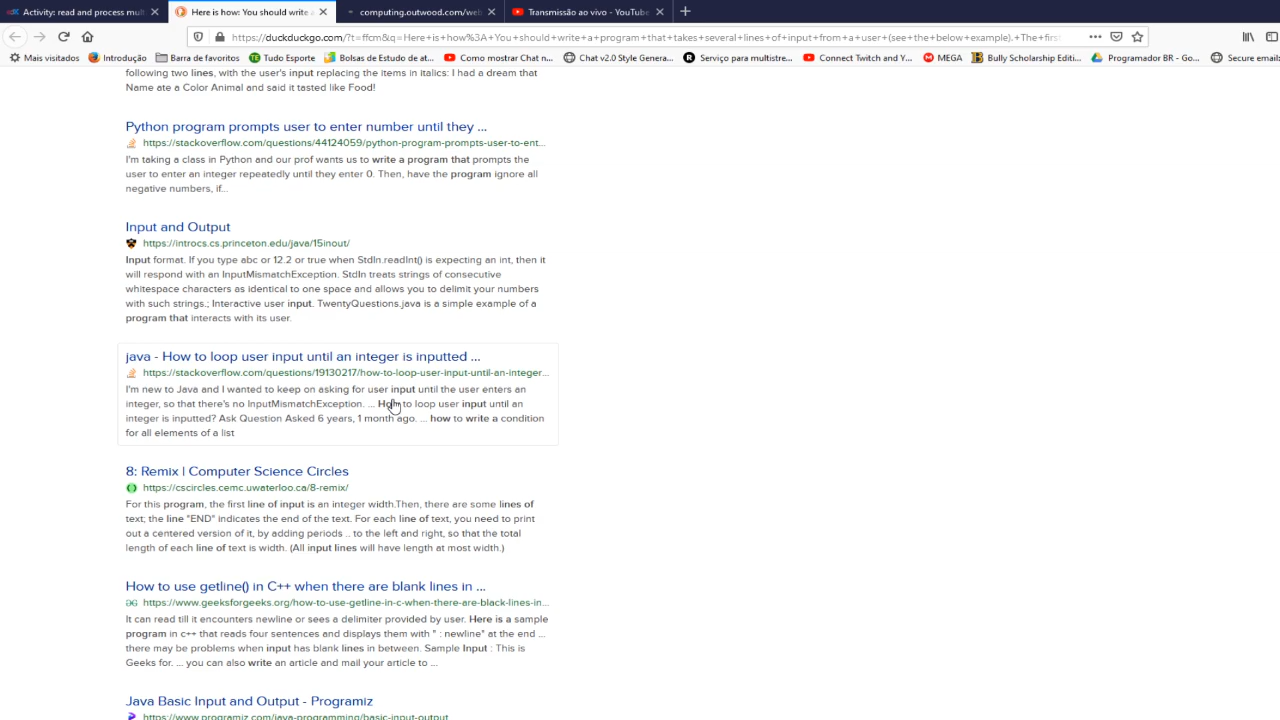 Activity: read and process mul
Here is how: You should write a
computing.outwood.com/web
Transmissão ao vivo - YouTube
https://duckduckgo.com/?t=ffcm&q=Here+is+how%3A+You+should+write+a+program+that+takes+several+lines+of+input+from+a+user+(see+the+below+example).+The+firs
Mais visitados
Introdução
Barra de favoritos
Tudo Esporte
Bolsas de Estudo de at...
Como mostrar Chat n...
Chat v2.0 Style Genera...
Serviço para multistre...
Connect Twitch and Y...
MEGA
Bully Scholarship Editi...
Programador BR - Go...
Secure emails
following two lines, with the user's input replacing the items in italics: I had a dream that
Name ate a Color Animal and said it tasted like Food!
Python program prompts user to enter number until they ...
https://stackoverflow.com/questions/44124059/python-program-prompts-user-to-ent...
I'm taking a class in Python and our prof wants us to write a program that prompts the
user to enter an integer repeatedly until they enter 0. Then, have the program ignore all
negative numbers, if...
Input and Output
https://introcs.cs.princeton.edu/java/15inout/
Input format. If you type abc or 12.2 or true when StdIn.readInt() is expecting an int, then it
will respond with an InputMismatchException. StdIn treats strings of consecutive
whitespace characters as identical to one space and allows you to delimit your numbers
with such strings.; Interactive user input. TwentyQuestions.java is a simple example of a
program that interacts with its user.
java - How to loop user input until an integer is inputted ...
https://stackoverflow.com/questions/19130217/how-to-loop-user-input-until-an-integer...
I'm new to Java and I wanted to keep on asking for user input until the user enters an
integer, so that there's no InputMismatchException. ... How to loop user input until an
integer is inputted? Ask Question Asked 6 years, 1 month ago. ... how to write a condition
for all elements of a list
8: Remix | Computer Science Circles
https://cscircles.cemc.uwaterloo.ca/8-remix/
For this program, the first line of input is an integer width.Then, there are some lines of
text; the line "END" indicates the end of the text. For each line of text, you need to print
out a centered version of it, by adding periods .. to the left and right, so that the total
length of each line of text is width. (All input lines will have length at most width.)
How to use getline() in C++ when there are blank lines in ...
https://www.geeksforgeeks.org/how-to-use-getline-in-c-when-there-are-black-lines-in...
It can read till it encounters newline or sees a delimiter provided by user. Here is a sample
program in c++ that reads four sentences and displays them with " : newline" at the end ...
there may be problems when input has blank lines in between. Sample Input : This is
Geeks for. ... you can also write an article and mail your article to ...
Java Basic Input and Output - Programiz
https://www.programiz.com/java-programming/basic-input-output